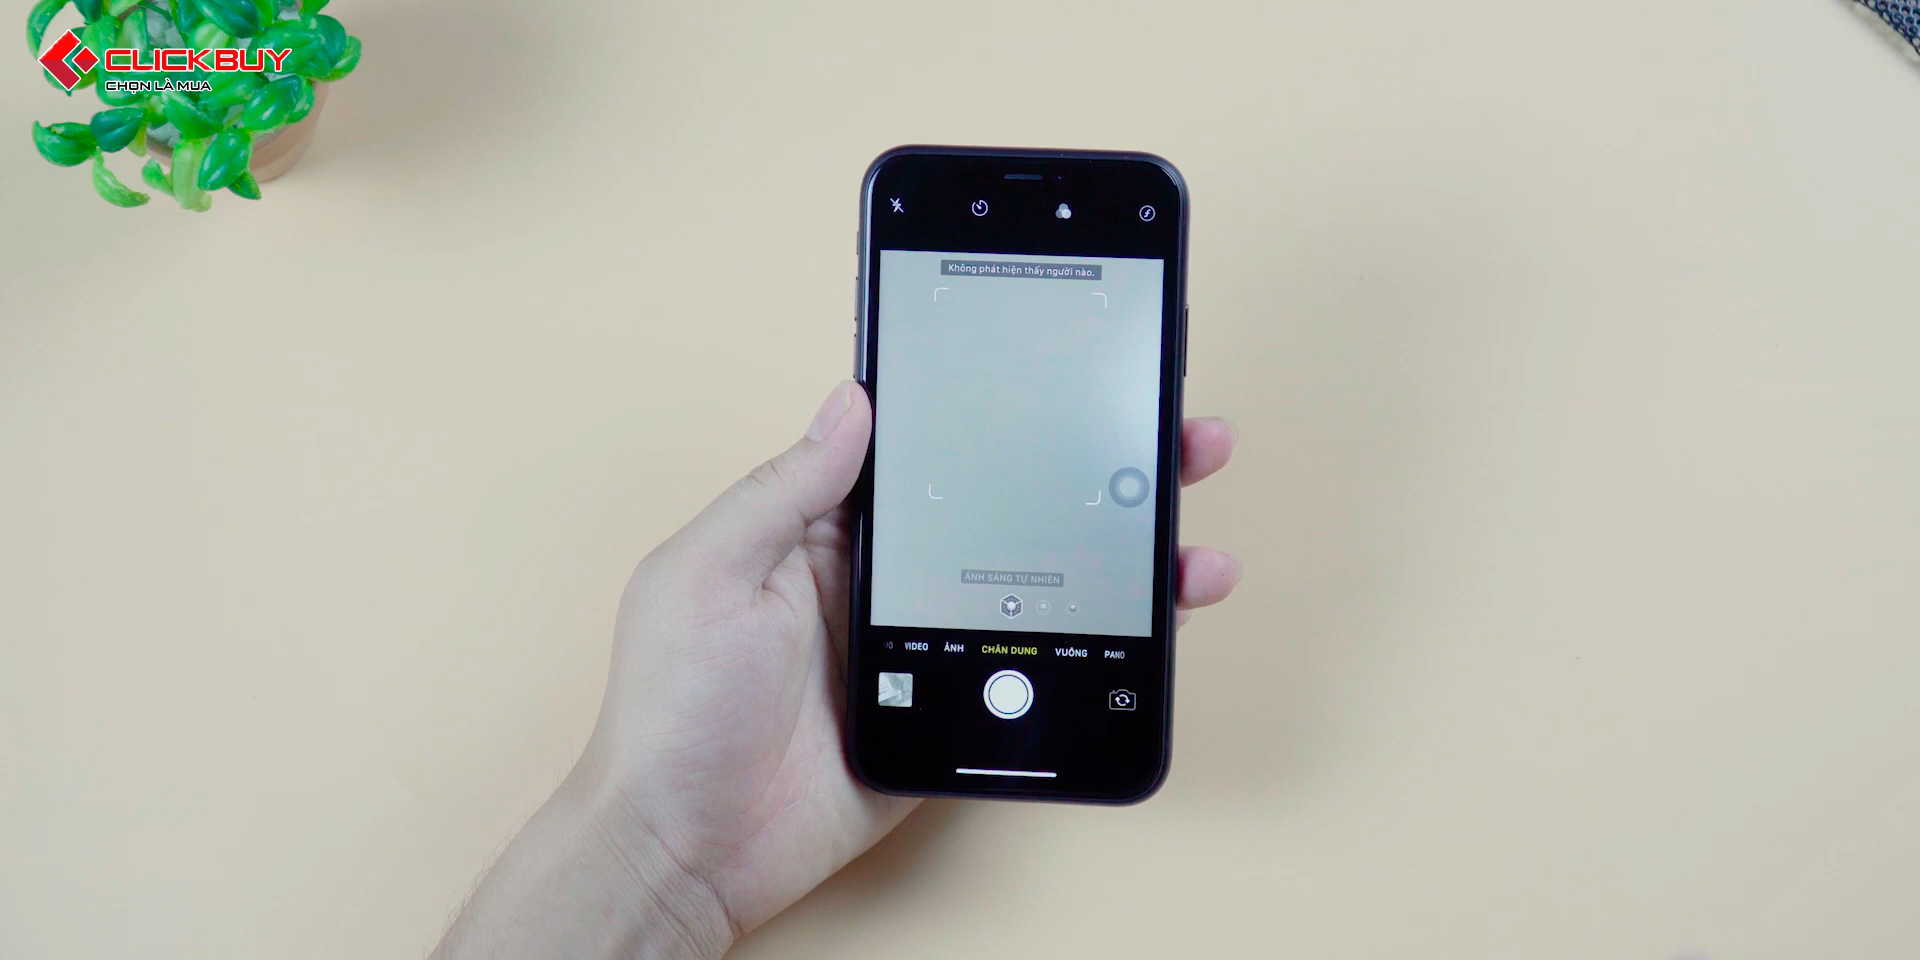 CLICKBUY
CHỌN LÀ MUA
Không phát hiện thấy người nào.
ÁNH SÁNG TỰ NHIÊN
VIDEO ẢNH CHÂN DUNG VUÔNG PANO